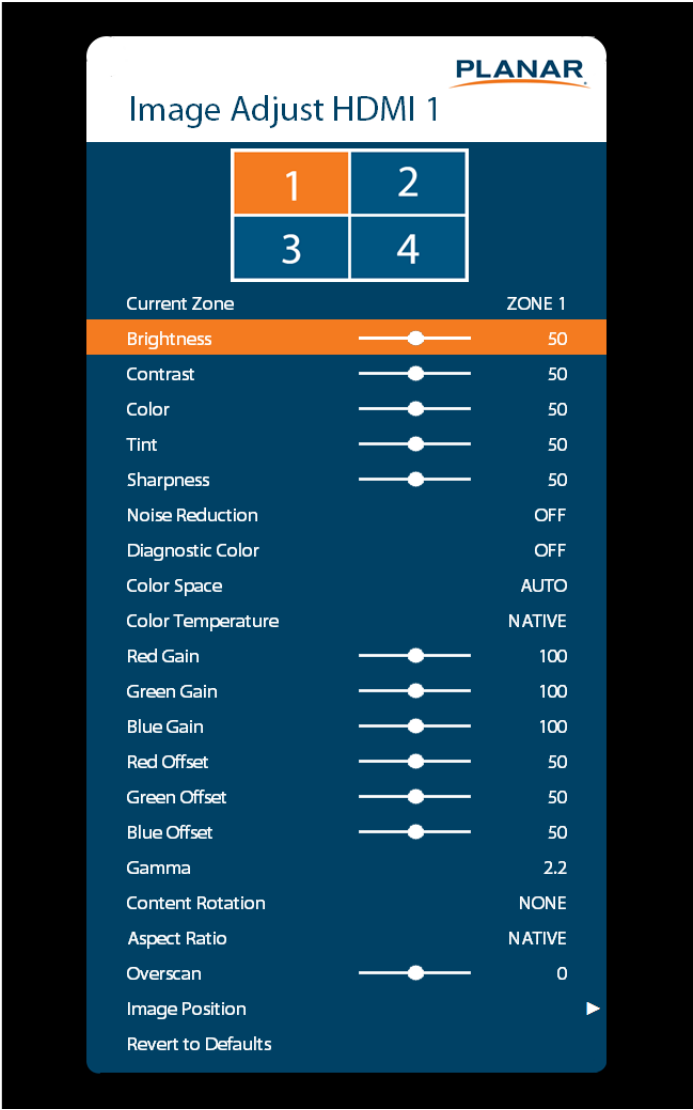 PLANAR
Image Adjust HDMI 1
1 2
3 4
Current Zone ZONE 1
Brightness 50
Contrast 50
Color 50
Tint 50
Sharpness 50
Noise Reduction OFF
Diagnostic Color OFF
Color Space AUTO
Color Temperature NATIVE
Red Gain 100
Green Gain 100
Blue Gain 100
Red Offset 50
Green Offset 50
Blue Offset 50
Gamma 2.2
Content Rotation NONE
Aspect Ratio NATIVE
Overscan 0
Image Position
Revert to Defaults